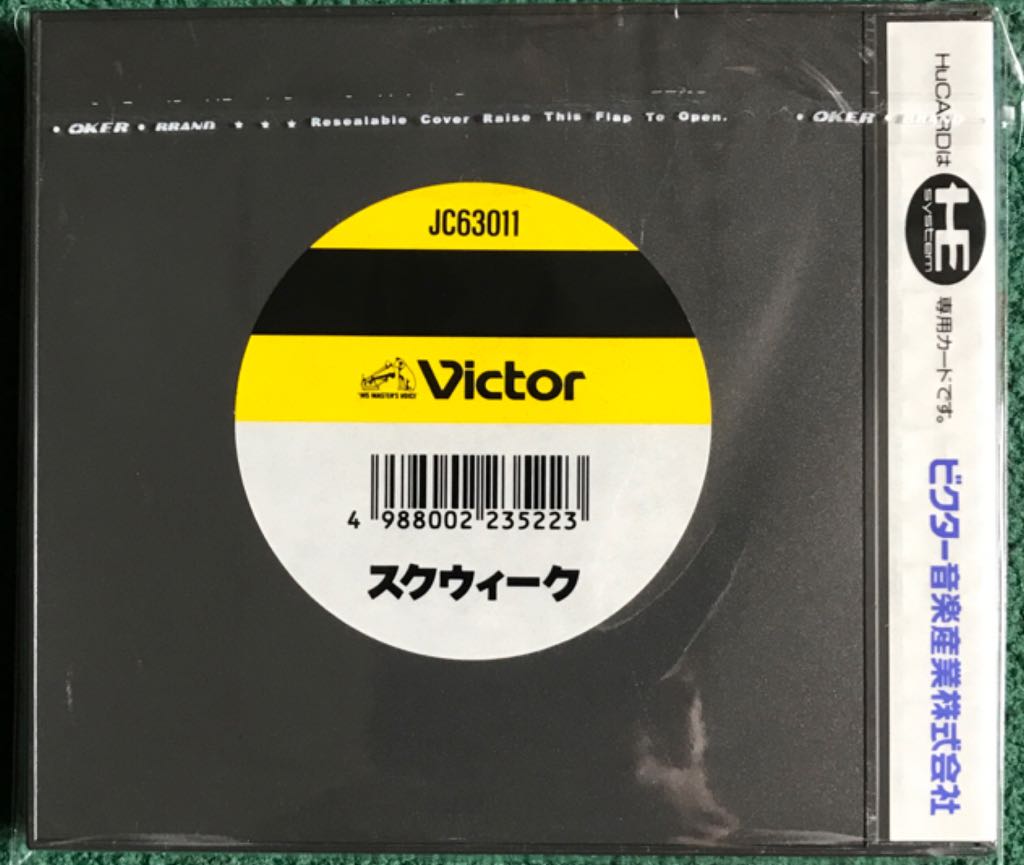 • OKER • BRAND ★ ★ ★ Resealable Cover Raise This Flap To Open. • OKER • BRAND
JC63011
"HIS MASTER'S VOICE"
Victor
4 988002 235223
スクウィーク
HuCARDは
HE
SYSTEM
専用カードです。
ビクター音楽産業株式会社